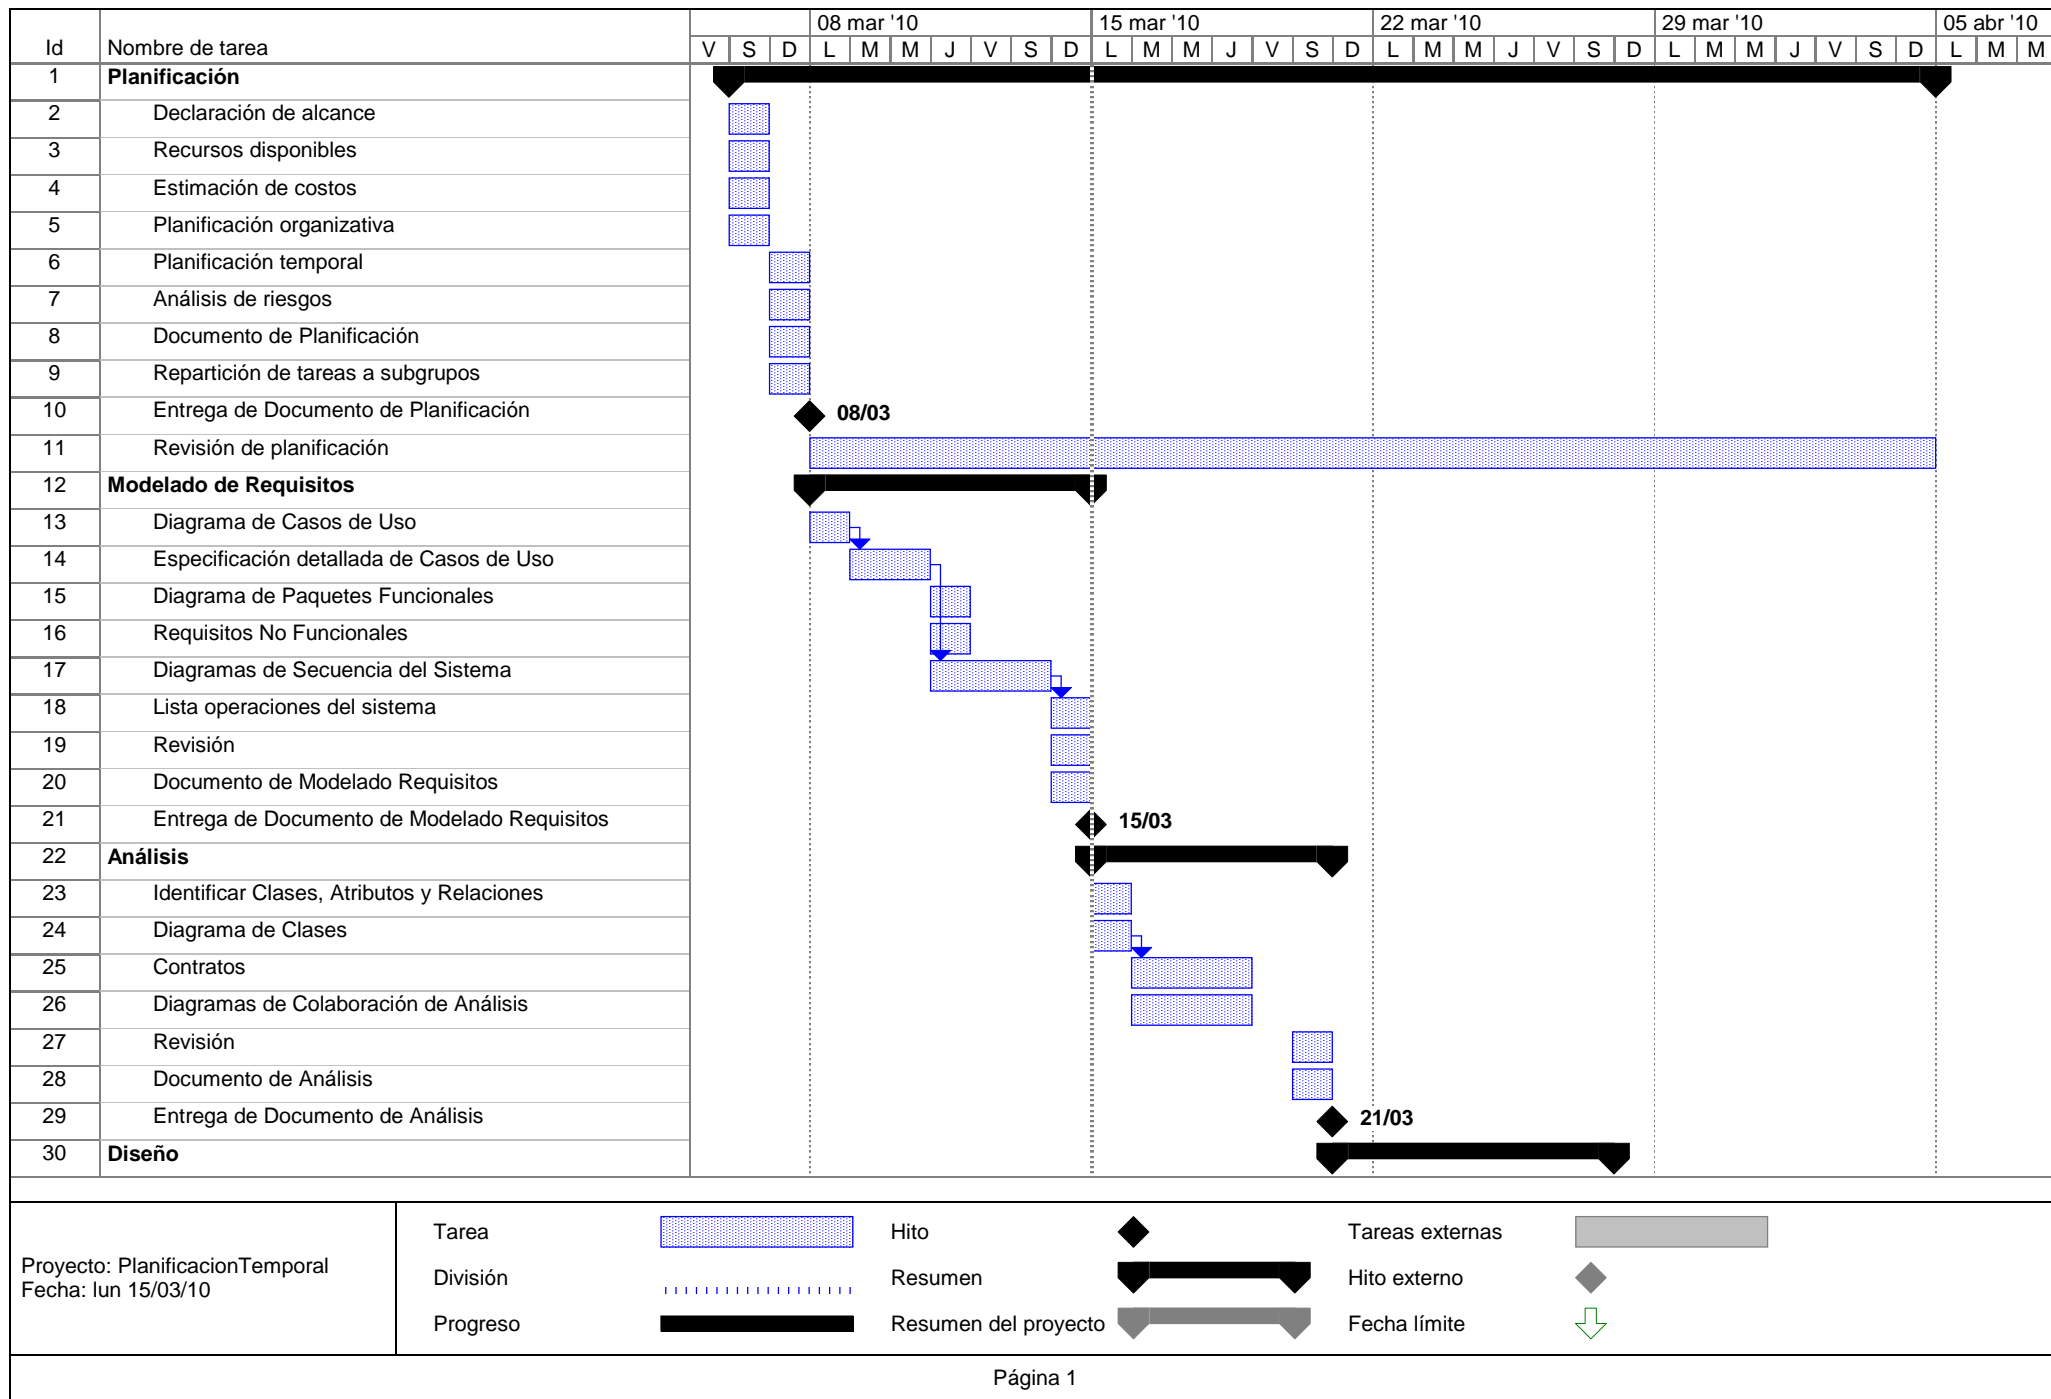 08 mar '10 15 mar '10 22 mar '10 29 mar '10 05 abr '10
Id Nombre de tarea V S D L M M J V S D L M M J V S D L M M J V S D L M M J V S D L M M
1 Planificación
2 Declaración de alcance
3 Recursos disponibles
4 Estimación de costos
5 Planificación organizativa
6 Planificación temporal
7 Análisis de riesgos
8 Documento de Planificación
9 Repartición de tareas a subgrupos
10 Entrega de Documento de Planificación 08/03
11 Revisión de planificación
12 Modelado de Requisitos
13 Diagrama de Casos de Uso
14 Especificación detallada de Casos de Uso
15 Diagrama de Paquetes Funcionales
16 Requisitos No Funcionales
17 Diagramas de Secuencia del Sistema
18 Lista operaciones del sistema
19 Revisión
20 Documento de Modelado Requisitos
21 Entrega de Documento de Modelado Requisitos 15/03
22 Análisis
23 Identificar Clases, Atributos y Relaciones
24 Diagrama de Clases
25 Contratos
26 Diagramas de Colaboración de Análisis
27 Revisión
28 Documento de Análisis
29 Entrega de Documento de Análisis 21/03
30 Diseño
Proyecto: PlanificacionTemporal
Fecha: lun 15/03/10
Tarea Hito Tareas externas
División Resumen Hito externo
Progreso Resumen del proyecto Fecha límite
Página 1